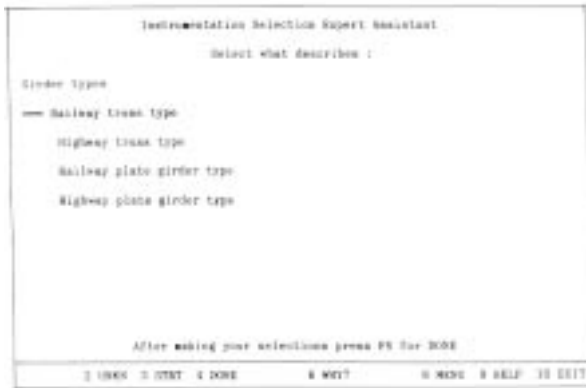 Instrumentation Selection Expert Assistant
Select what describes :
Girder types
Railway truss type
Highway truss type
Railway plate girder type
Highway plate girder type
After making your selections press F5 for DONE
2 UNKN 3 STRT 4 DONE 6 WHY? 8 MENU 9 HELP 10 EXIT